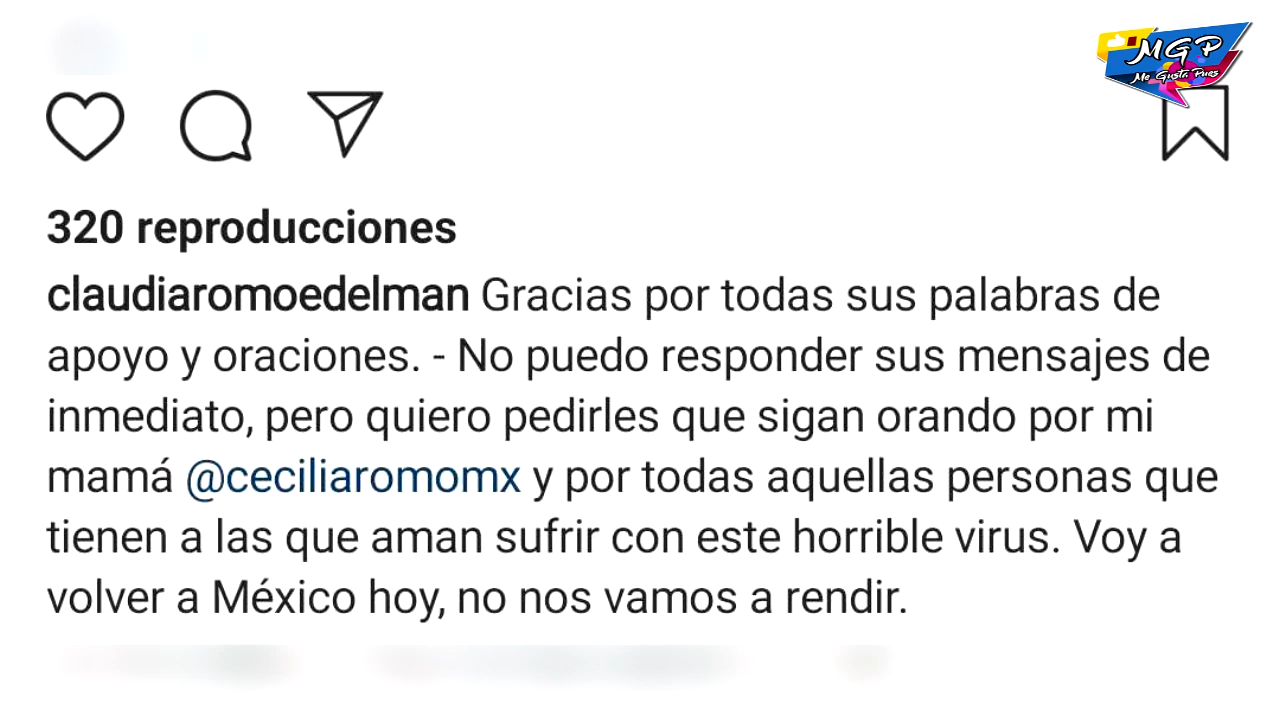 MGP
Me Gusta Pues
320 reproducciones
claudiaromoedelman Gracias por todas sus palabras de
apoyo y oraciones. - No puedo responder sus mensajes de
inmediato, pero quiero pedirles que sigan orando por mi
mamá @ceciliaromomx y por todas aquellas personas que
tienen a las que aman sufrir con este horrible virus. Voy a
volver a México hoy, no nos vamos a rendir.